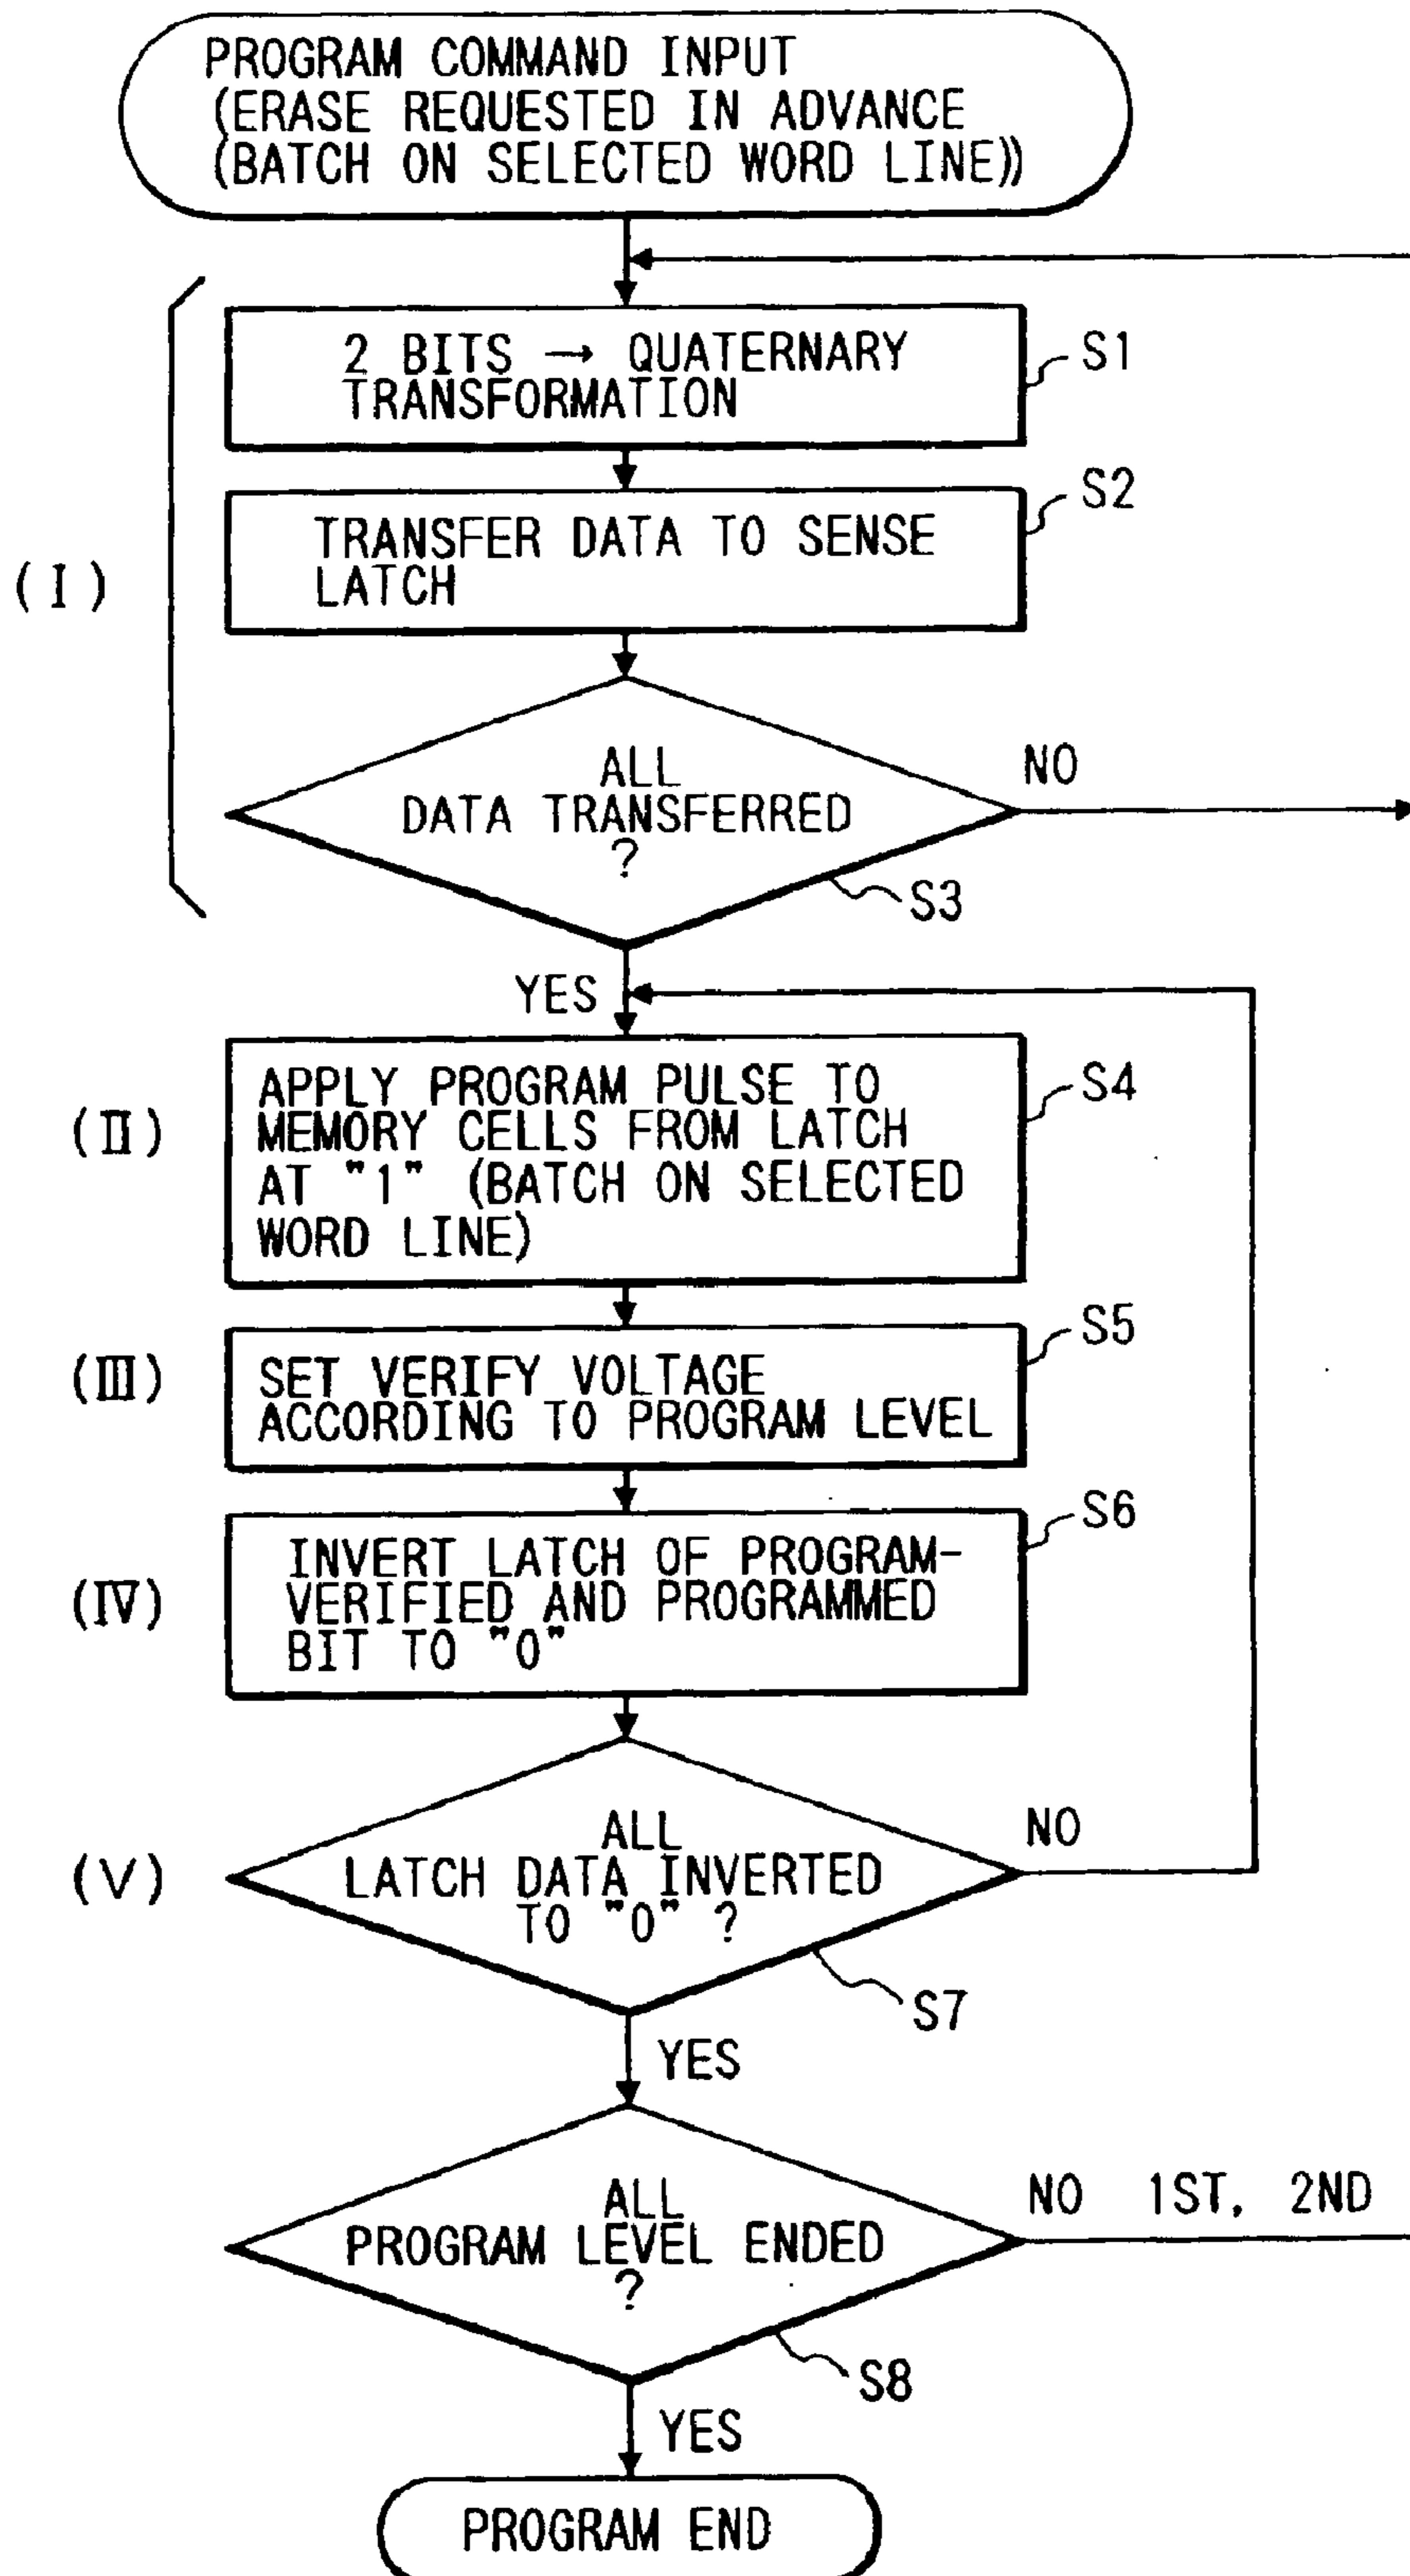 PROGRAM COMMAND INPUT
(ERASE REQUESTED IN ADVANCE
(BATCH ON SELECTED WORD LINE))
2 BITS → QUATERNARY
TRANSFORMATION
S1
TRANSFER DATA TO SENSE
LATCH
S2
(I)
ALL
DATA TRANSFERRED
?
NO
S3
YES
(II)
APPLY PROGRAM PULSE TO
MEMORY CELLS FROM LATCH
AT "1" (BATCH ON SELECTED
WORD LINE)
S4
(III)
SET VERIFY VOLTAGE
ACCORDING TO PROGRAM LEVEL
S5
(IV)
INVERT LATCH OF PROGRAM-
VERIFIED AND PROGRAMMED
BIT TO "0"
S6
(V)
ALL
LATCH DATA INVERTED
TO "0" ?
NO
S7
YES
ALL
PROGRAM LEVEL ENDED
?
NO 1ST, 2ND
S8
YES
PROGRAM END